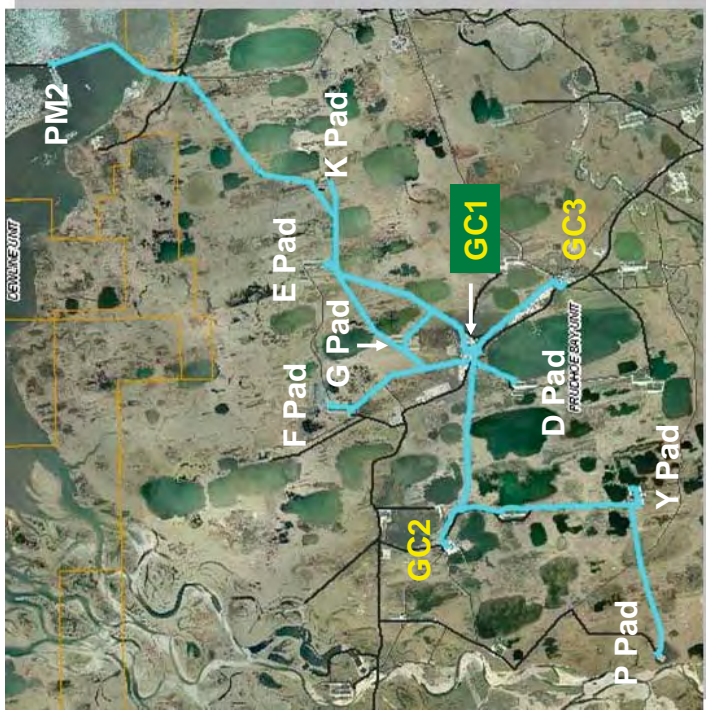 DEWLINE UNIT
PM2
F Pad
E Pad
G Pad
K Pad
GC2
GC1
D Pad
PRUDHOE BAY UNIT
GC3
P Pad
Y Pad